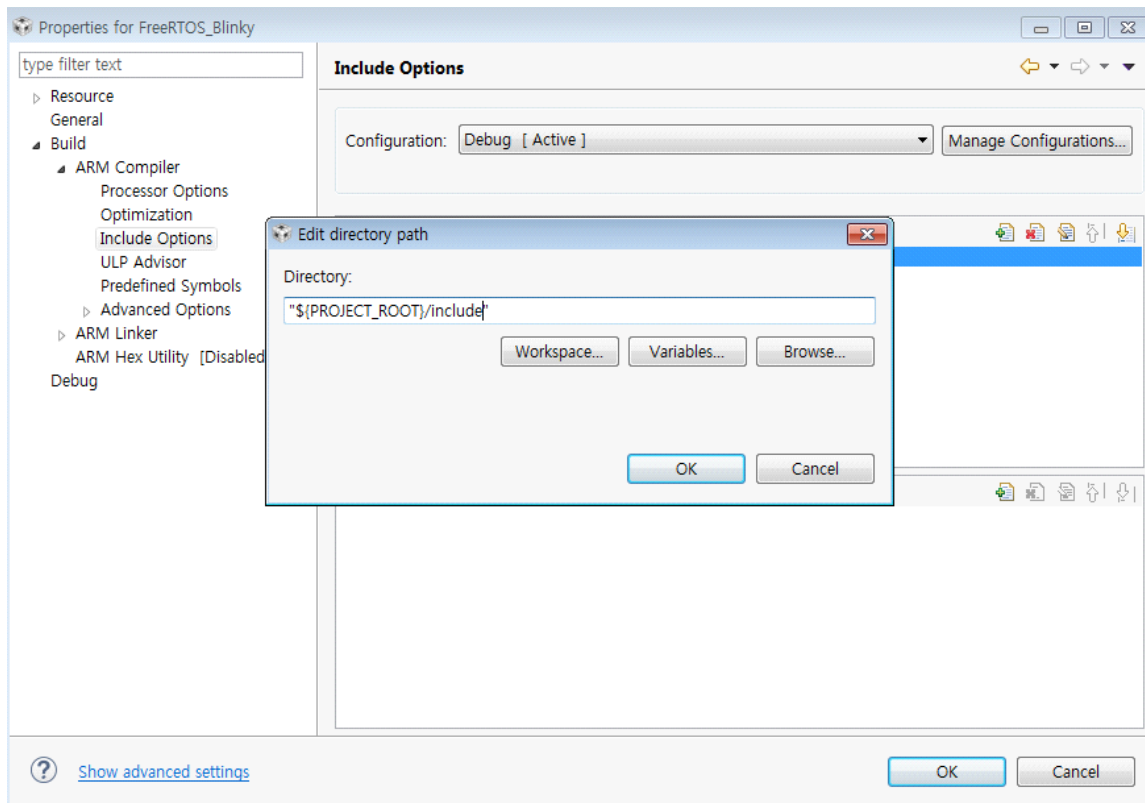 Properties for FreeRTOS_Blinky
type filter text
Resource
General
Build
ARM Compiler
Processor Options
Optimization
Include Options
ULP Advisor
Predefined Symbols
Advanced Options
ARM Linker
ARM Hex Utility [Disabled
Debug
Include Options
Configuration: Debug [ Active ] Manage Configurations...
Edit directory path
Directory:
"${PROJECT_ROOT}/include"
Workspace... Variables... Browse...
OK Cancel
Show advanced settings
OK Cancel